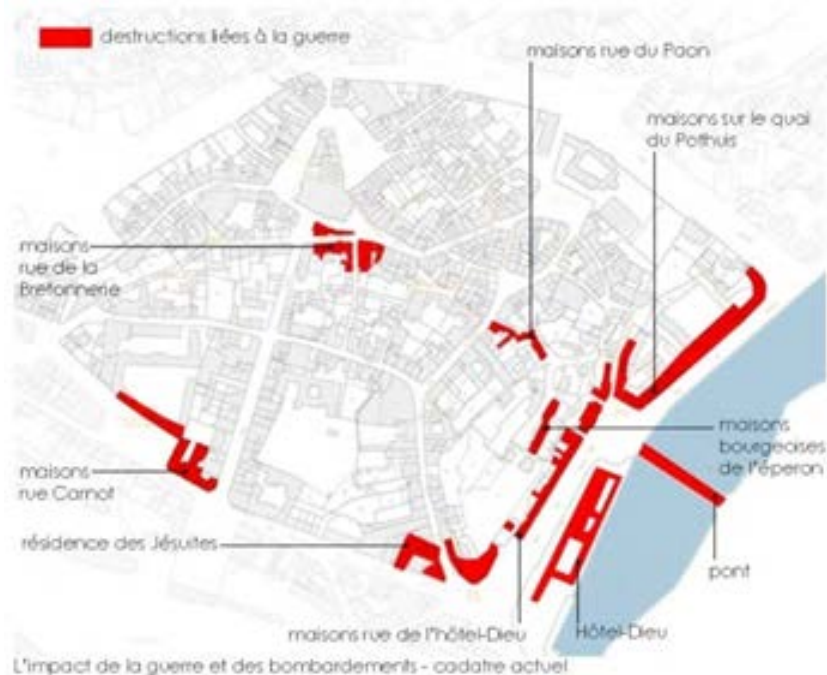 destructions liées à la guerre
maisons rue du Paon
maisons sur le quai
du Pothuis
maisons
rue de la
Bretonnerie
maisons
bourgeoises
de l'éperon
maisons
rue Carnot
résidence des Jésuites
pont
maisons rue de l'hôtel-Dieu
Hôtel-Dieu
L'impact de la guerre et des bombardements - cadatre actuel